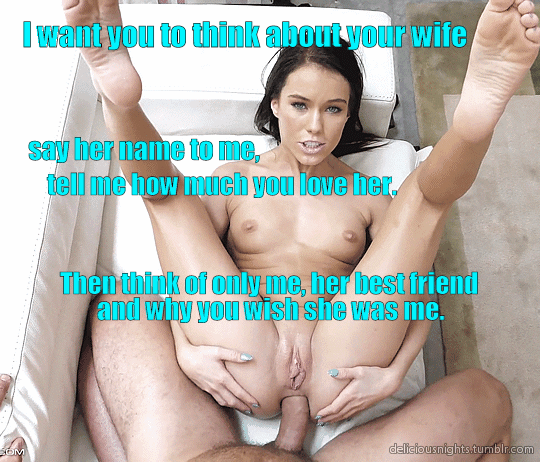 I want you to think about your wife
say her name to me,
tell me how much you love her.
Then think of only me, her best friend
and why you wish she was me.
deliciousnights.tumblr.com